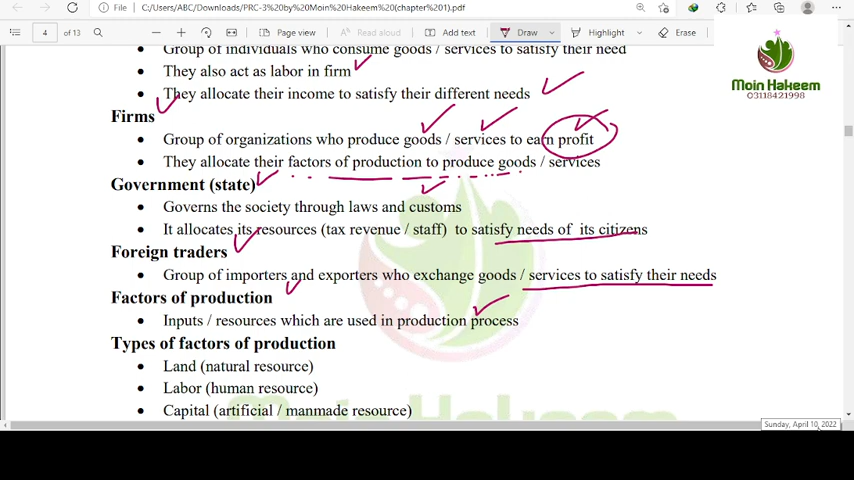 File
C:/Users/ABC/Downloads/PRC-3%20by%20Moin%20Hakeem%20(chapter%201).pdf
4 of 13
Page view
Read aloud
Add text
Draw
Highlight
Erase
Moin Hakeem
03118421998
Group of individuals who consume goods / services to satisfy their need
They also act as labor in firm
They allocate their income to satisfy their different needs
Firms
Group of organizations who produce goods / services to earn profit
They allocate their factors of production to produce goods / services
Government (state)
Governs the society through laws and customs
It allocates its resources (tax revenue / staff) to satisfy needs of its citizens
Foreign traders
Group of importers and exporters who exchange goods / services to satisfy their needs
Factors of production
Inputs / resources which are used in production process
Types of factors of production
Land (natural resource)
Labor (human resource)
Capital (artificial / manmade resource)
Moin Hakeem
Sunday, April 10, 2022